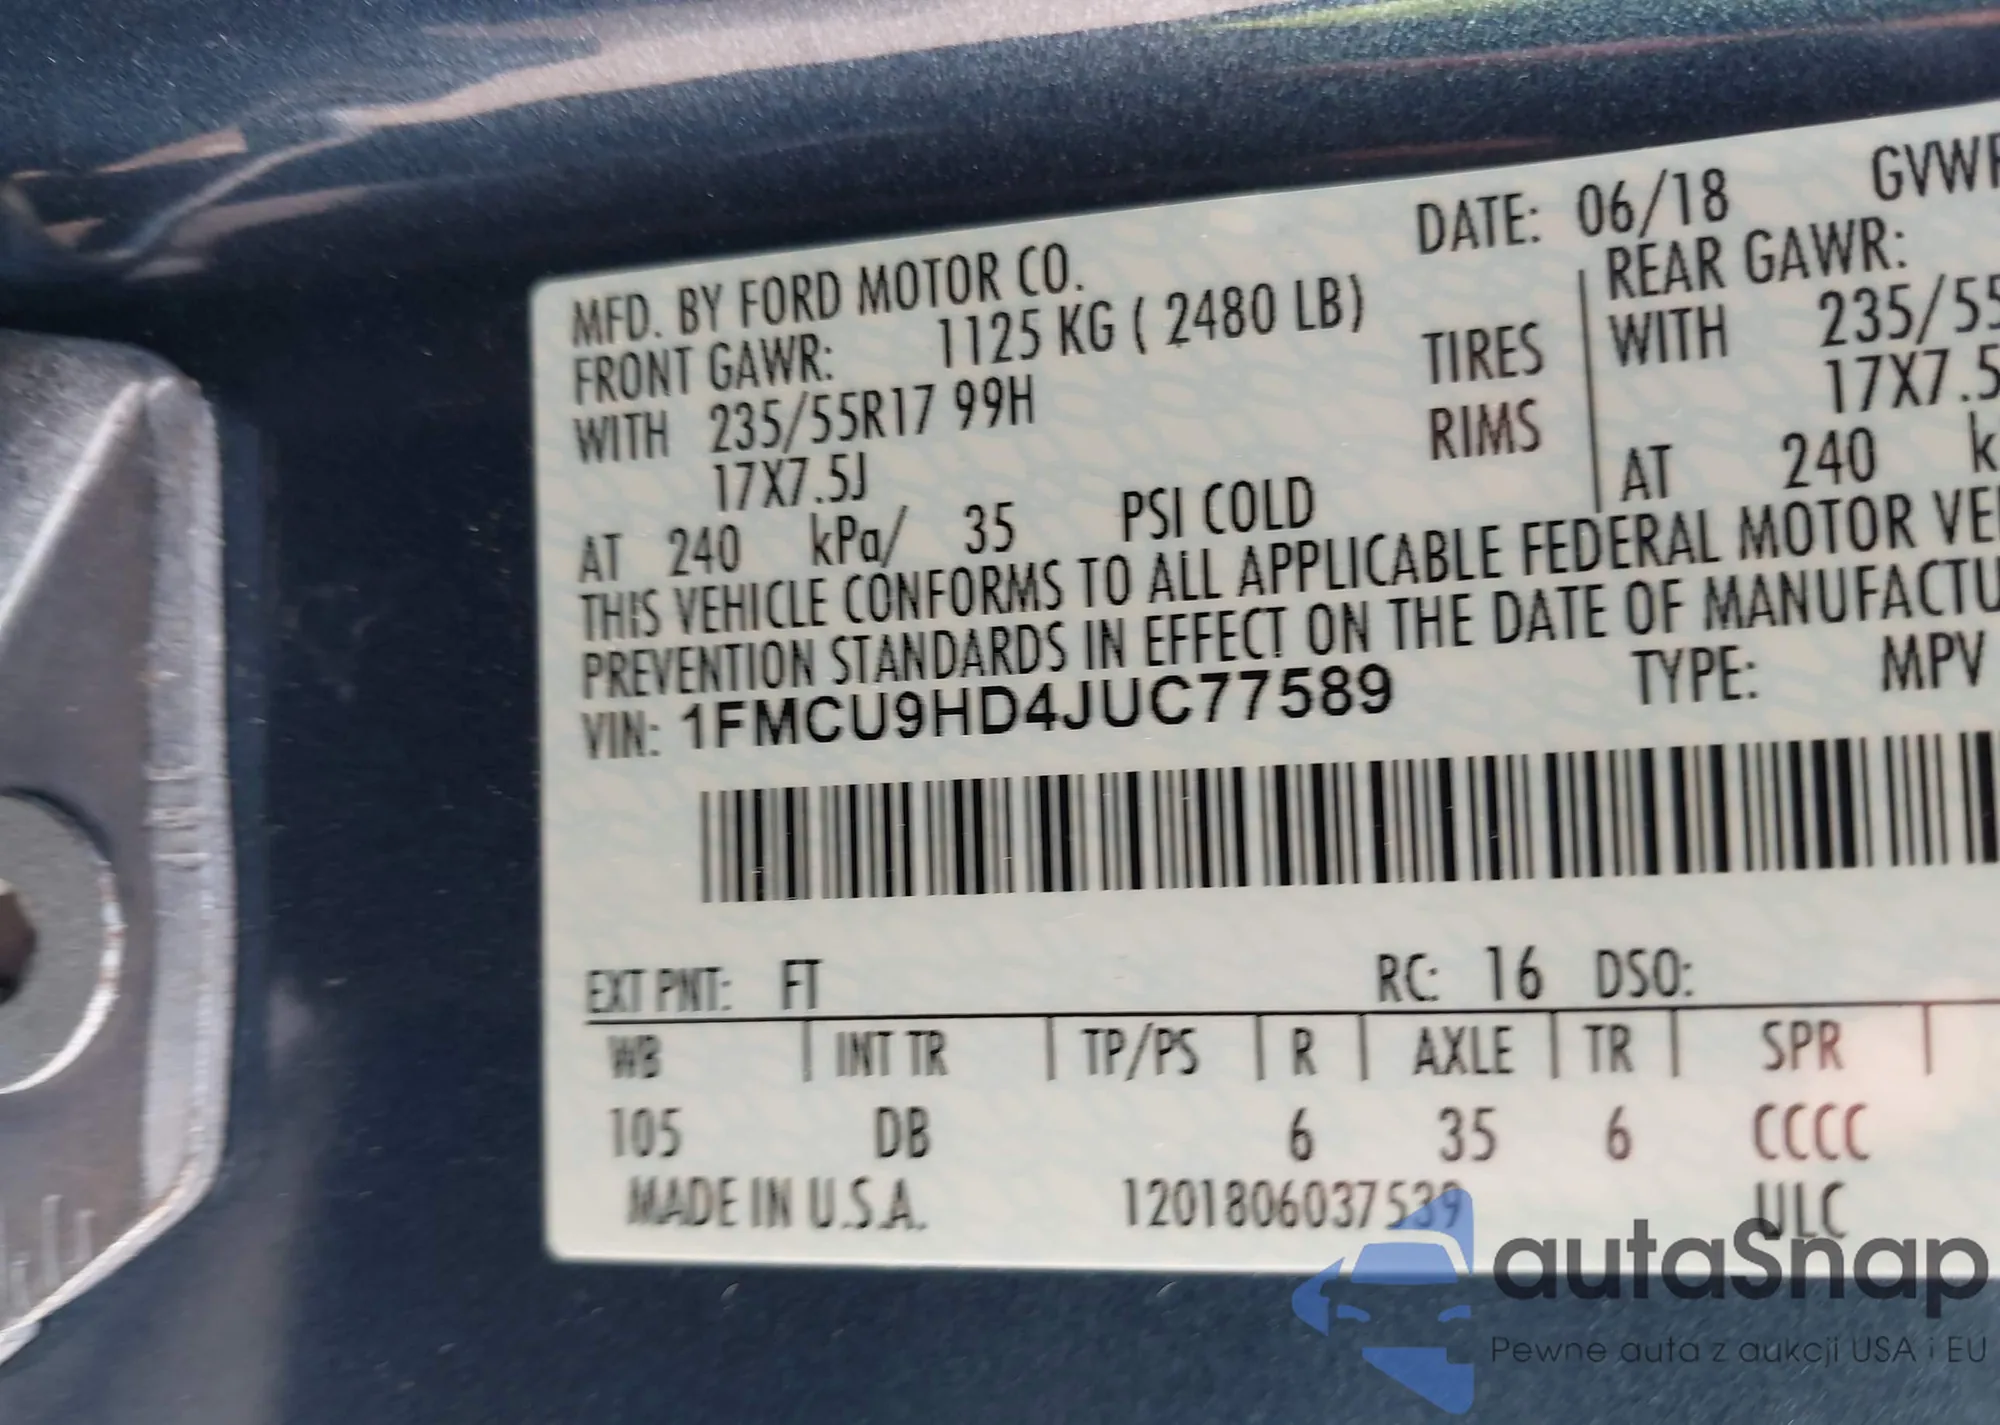 DATE: 06/18 GVWR
MFD. BY FORD MOTOR CO.
FRONT GAWR: 1125 KG ( 2480 LB) REAR GAWR:
WITH 235/55R17 99H TIRES WITH 235/55
17X7.5J RIMS 17X7.5
AT 240 kPa/ 35 PSI COLD AT 240 k
THIS VEHICLE CONFORMS TO ALL APPLICABLE FEDERAL MOTOR VE
PREVENTION STANDARDS IN EFFECT ON THE DATE OF MANUFACTU
VIN: 1FMCU9HD4JUC77589 TYPE: MPV
EXT PNT: FT RC: 16 DSO:
WB INT TR TP/PS R AXLE TR SPR
105 DB 6 35 6 CCCC
MADE IN U.S.A. 1201806037539 ULC
autaSnap
Pewne auta z aukcji USA i EU